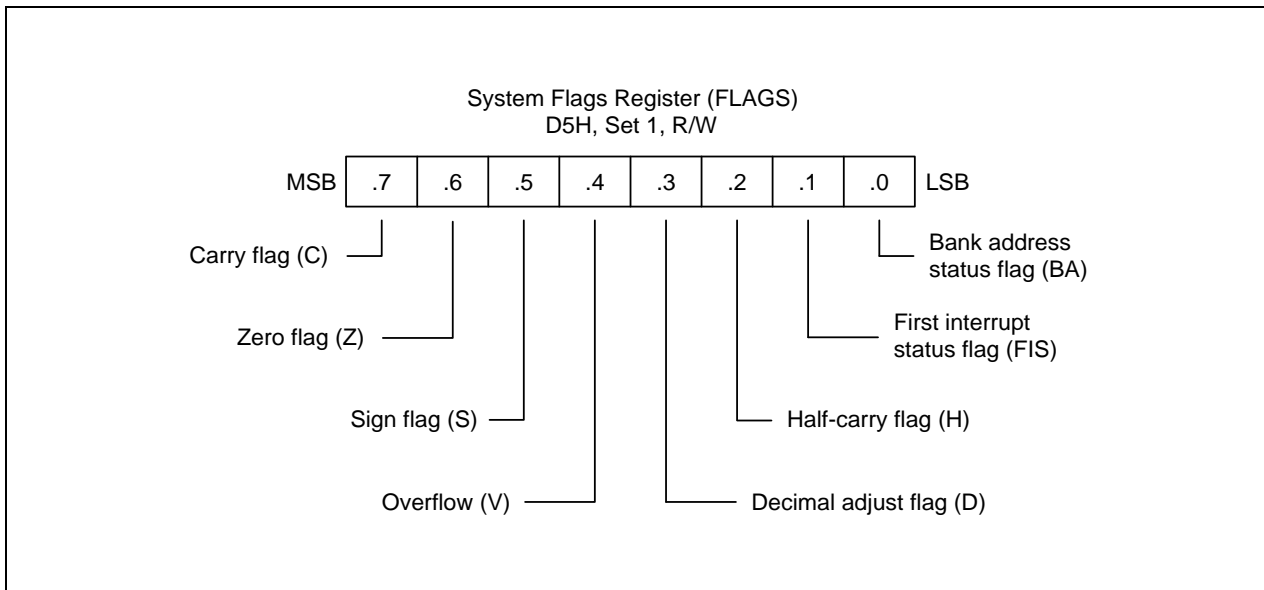 System Flags Register (FLAGS)
D5H, Set 1, R/W
MSB .7 .6 .5 .4 .3 .2 .1 .0 LSB
Carry flag (C)
Bank address
status flag (BA)
Zero flag (Z)
First interrupt
status flag (FIS)
Sign flag (S)
Half-carry flag (H)
Overflow (V)
Decimal adjust flag (D)